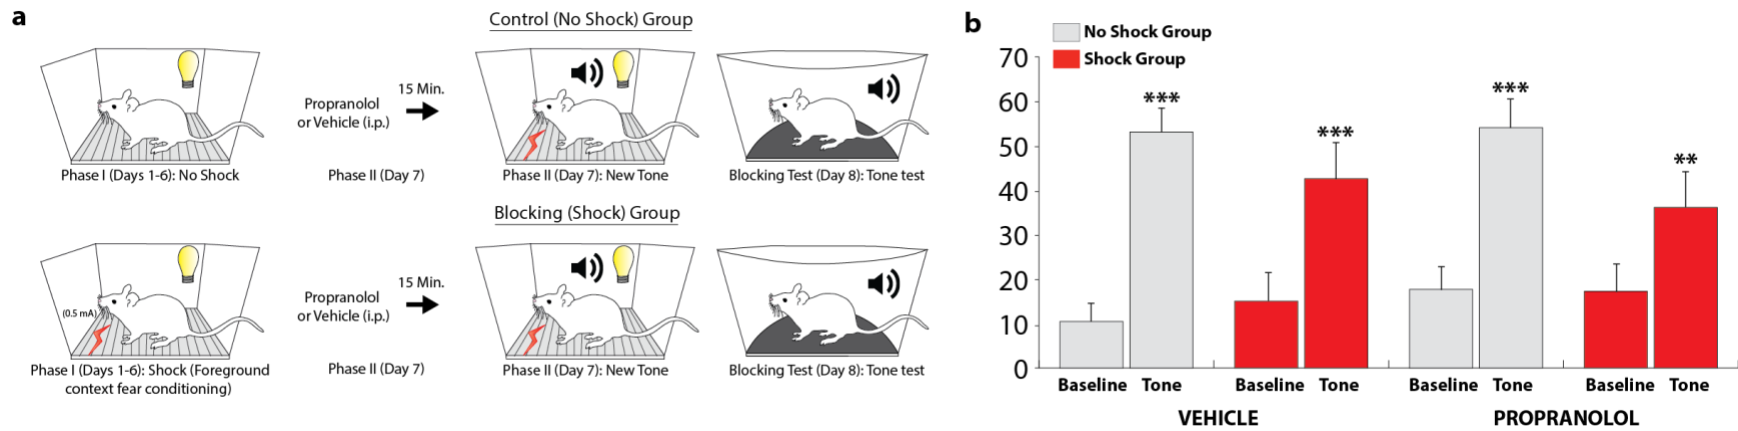 a
Control (No Shock) Group
Propranolol
or Vehicle (i.p.)
15 Min.
Phase I (Days 1-6): No Shock
Phase II (Day 7)
Phase II (Day 7): New Tone
Blocking Test (Day 8): Tone test
Blocking (Shock) Group
(0.5 mA)
Propranolol
or Vehicle (i.p.)
15 Min.
Phase I (Days 1-6): Shock (Foreground
context fear conditioning)
Phase II (Day 7)
Phase II (Day 7): New Tone
Blocking Test (Day 8): Tone test
b
No Shock Group
Shock Group
70
60
50
40
30
20
10
0
***
***
***
**
Baseline Tone Baseline Tone Baseline Tone Baseline Tone
VEHICLE PROPRANOLOL